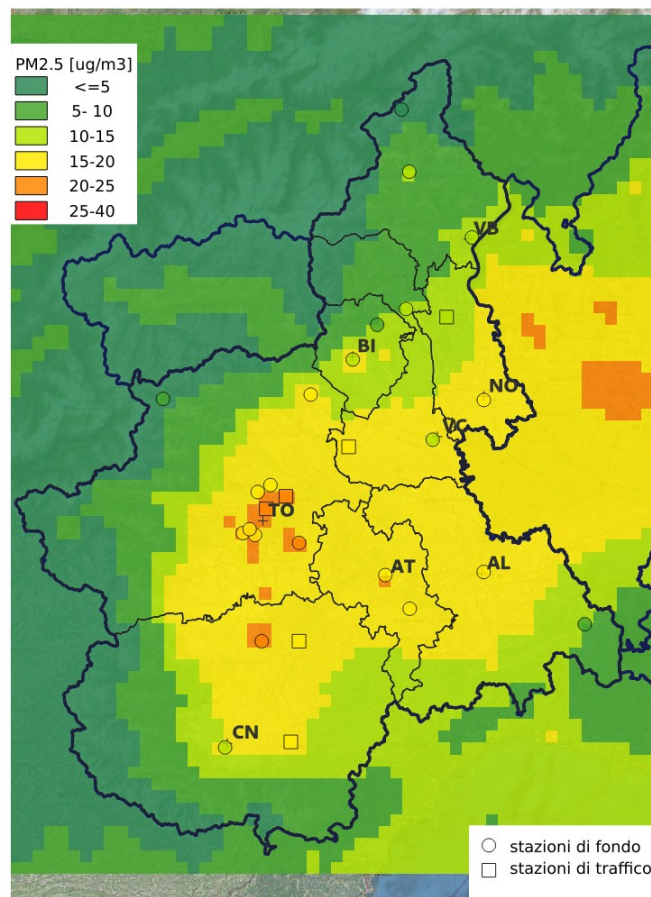 PM2.5 [ug/m3]
<=5
5- 10
10-15
15-20
20-25
25-40
VB
BI
NO
VC
TO
AT
AL
CN
stazioni di fondo
stazioni di traffico